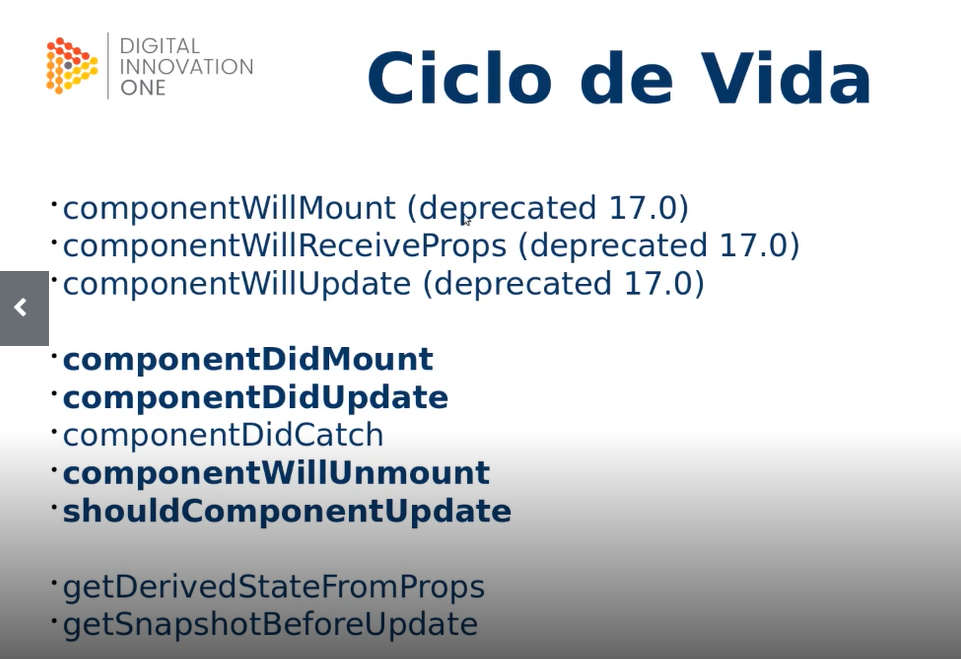 DIGITAL
INNOVATION
ONE
Ciclo de Vida
componentWillMount (deprecated 17.0)
componentWillReceiveProps (deprecated 17.0)
componentWillUpdate (deprecated 17.0)
componentDidMount
componentDidUpdate
componentDidCatch
componentWillUnmount
shouldComponentUpdate
getDerivedStateFromProps
getSnapshotBeforeUpdate